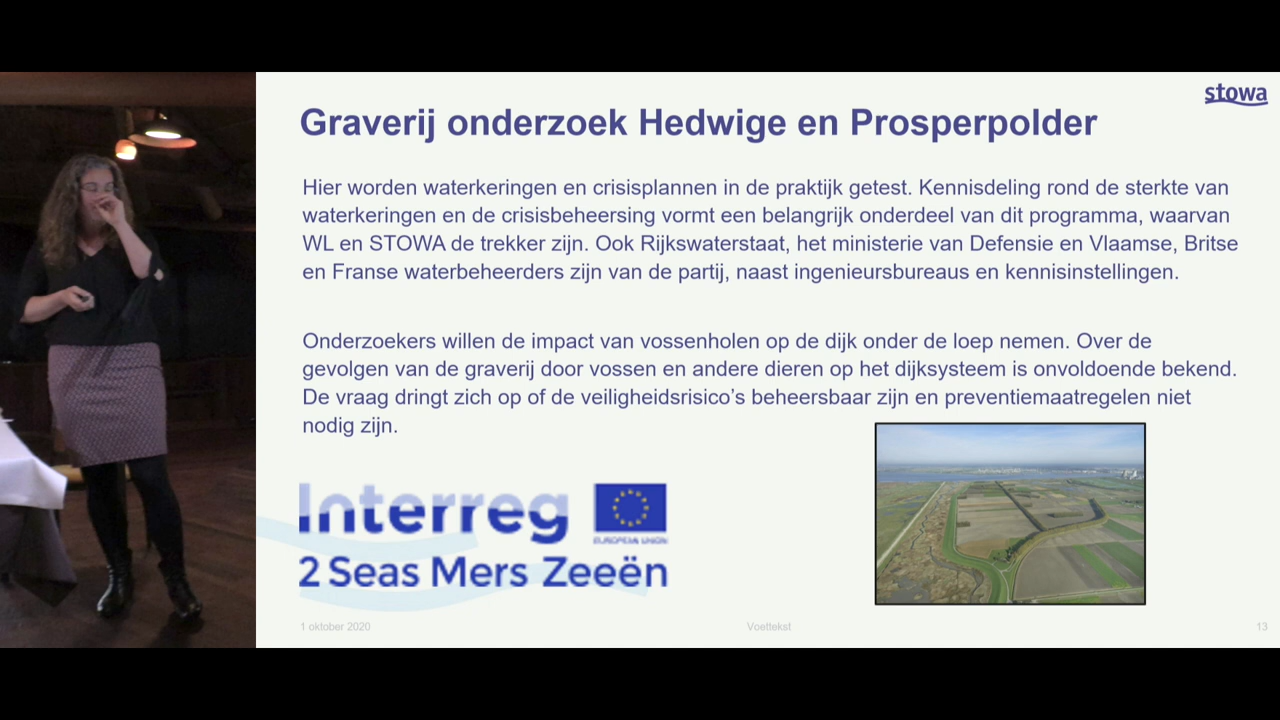 stowa
Graverij onderzoek Hedwige en Prosperpolder
Hier worden waterkeringen en crisisplannen in de praktijk getest. Kennisdeling rond de sterkte van
waterkeringen en de crisisbeheersing vormt een belangrijk onderdeel van dit programma, waarvan
WL en STOWA de trekker zijn. Ook Rijkswaterstaat, het ministerie van Defensie en Vlaamse, Britse
en Franse waterbeheerders zijn van de partij, naast ingenieursbureaus en kennisinstellingen.
Onderzoekers willen de impact van vossenholen op de dijk onder de loep nemen. Over de
gevolgen van de graverij door vossen en andere dieren op het dijksysteem is onvoldoende bekend.
De vraag dringt zich op of de veiligheidsrisico’s beheersbaar zijn en preventiemaatregelen niet
nodig zijn.
Interreg
EUROPEAN UNION
2 Seas Mers Zeeën
1 oktober 2020
Voettekst
13